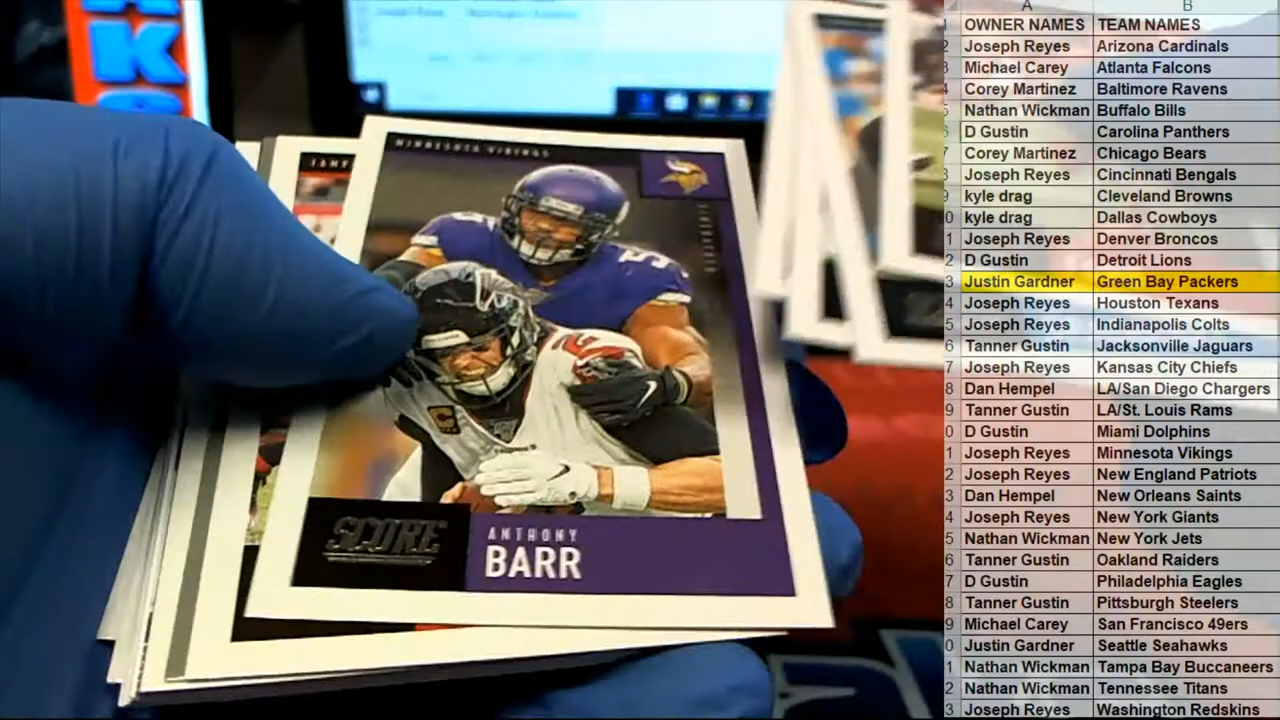 KS
MINNESOTA VIKINGS
LINEBACKER
SCORE
ANTHONY
BARR
A B
OWNER NAMES TEAM NAMES
Joseph Reyes Arizona Cardinals
Michael Carey Atlanta Falcons
Corey Martinez Baltimore Ravens
Nathan Wickman Buffalo Bills
D Gustin Carolina Panthers
Corey Martinez Chicago Bears
Joseph Reyes Cincinnati Bengals
kyle drag Cleveland Browns
kyle drag Dallas Cowboys
Joseph Reyes Denver Broncos
D Gustin Detroit Lions
Justin Gardner Green Bay Packers
Joseph Reyes Houston Texans
Joseph Reyes Indianapolis Colts
Tanner Gustin Jacksonville Jaguars
Joseph Reyes Kansas City Chiefs
Dan Hempel LA/San Diego Chargers
Tanner Gustin LA/St. Louis Rams
D Gustin Miami Dolphins
Joseph Reyes Minnesota Vikings
Joseph Reyes New England Patriots
Dan Hempel New Orleans Saints
Joseph Reyes New York Giants
Nathan Wickman New York Jets
Tanner Gustin Oakland Raiders
D Gustin Philadelphia Eagles
Tanner Gustin Pittsburgh Steelers
Michael Carey San Francisco 49ers
Justin Gardner Seattle Seahawks
Nathan Wickman Tampa Bay Buccaneers
Nathan Wickman Tennessee Titans
Joseph Reyes Washington Redskins